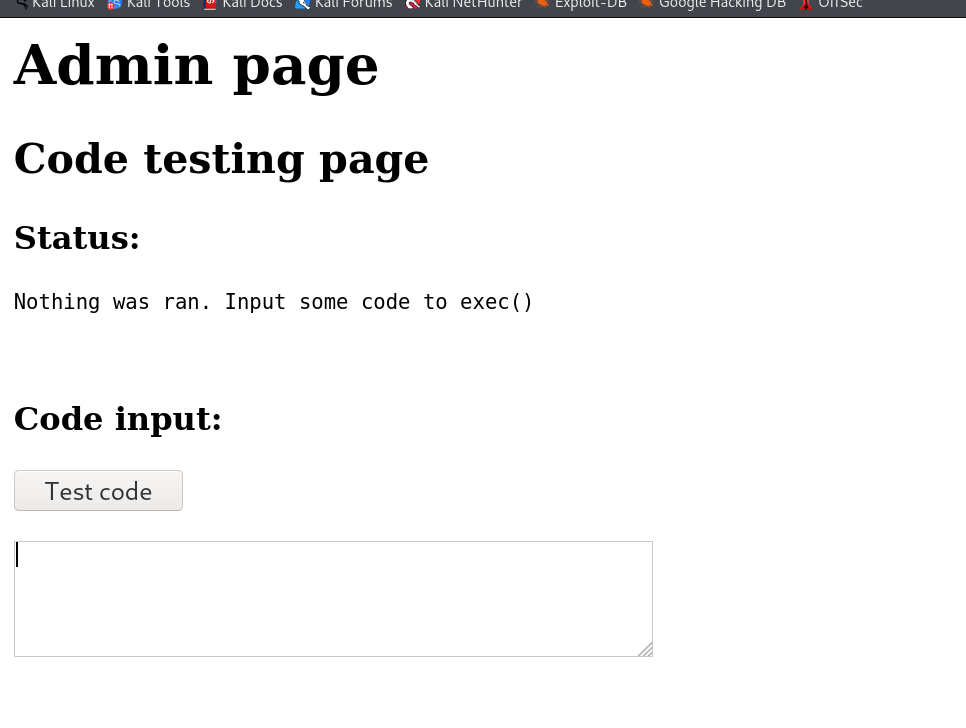 Kali Linux Kali Tools Kali Docs Kali Forums Kali NetHunter Exploit-DB Google Hacking DB OffSec
Admin page
Code testing page
Status:
Nothing was ran. Input some code to exec()
Code input:
Test code